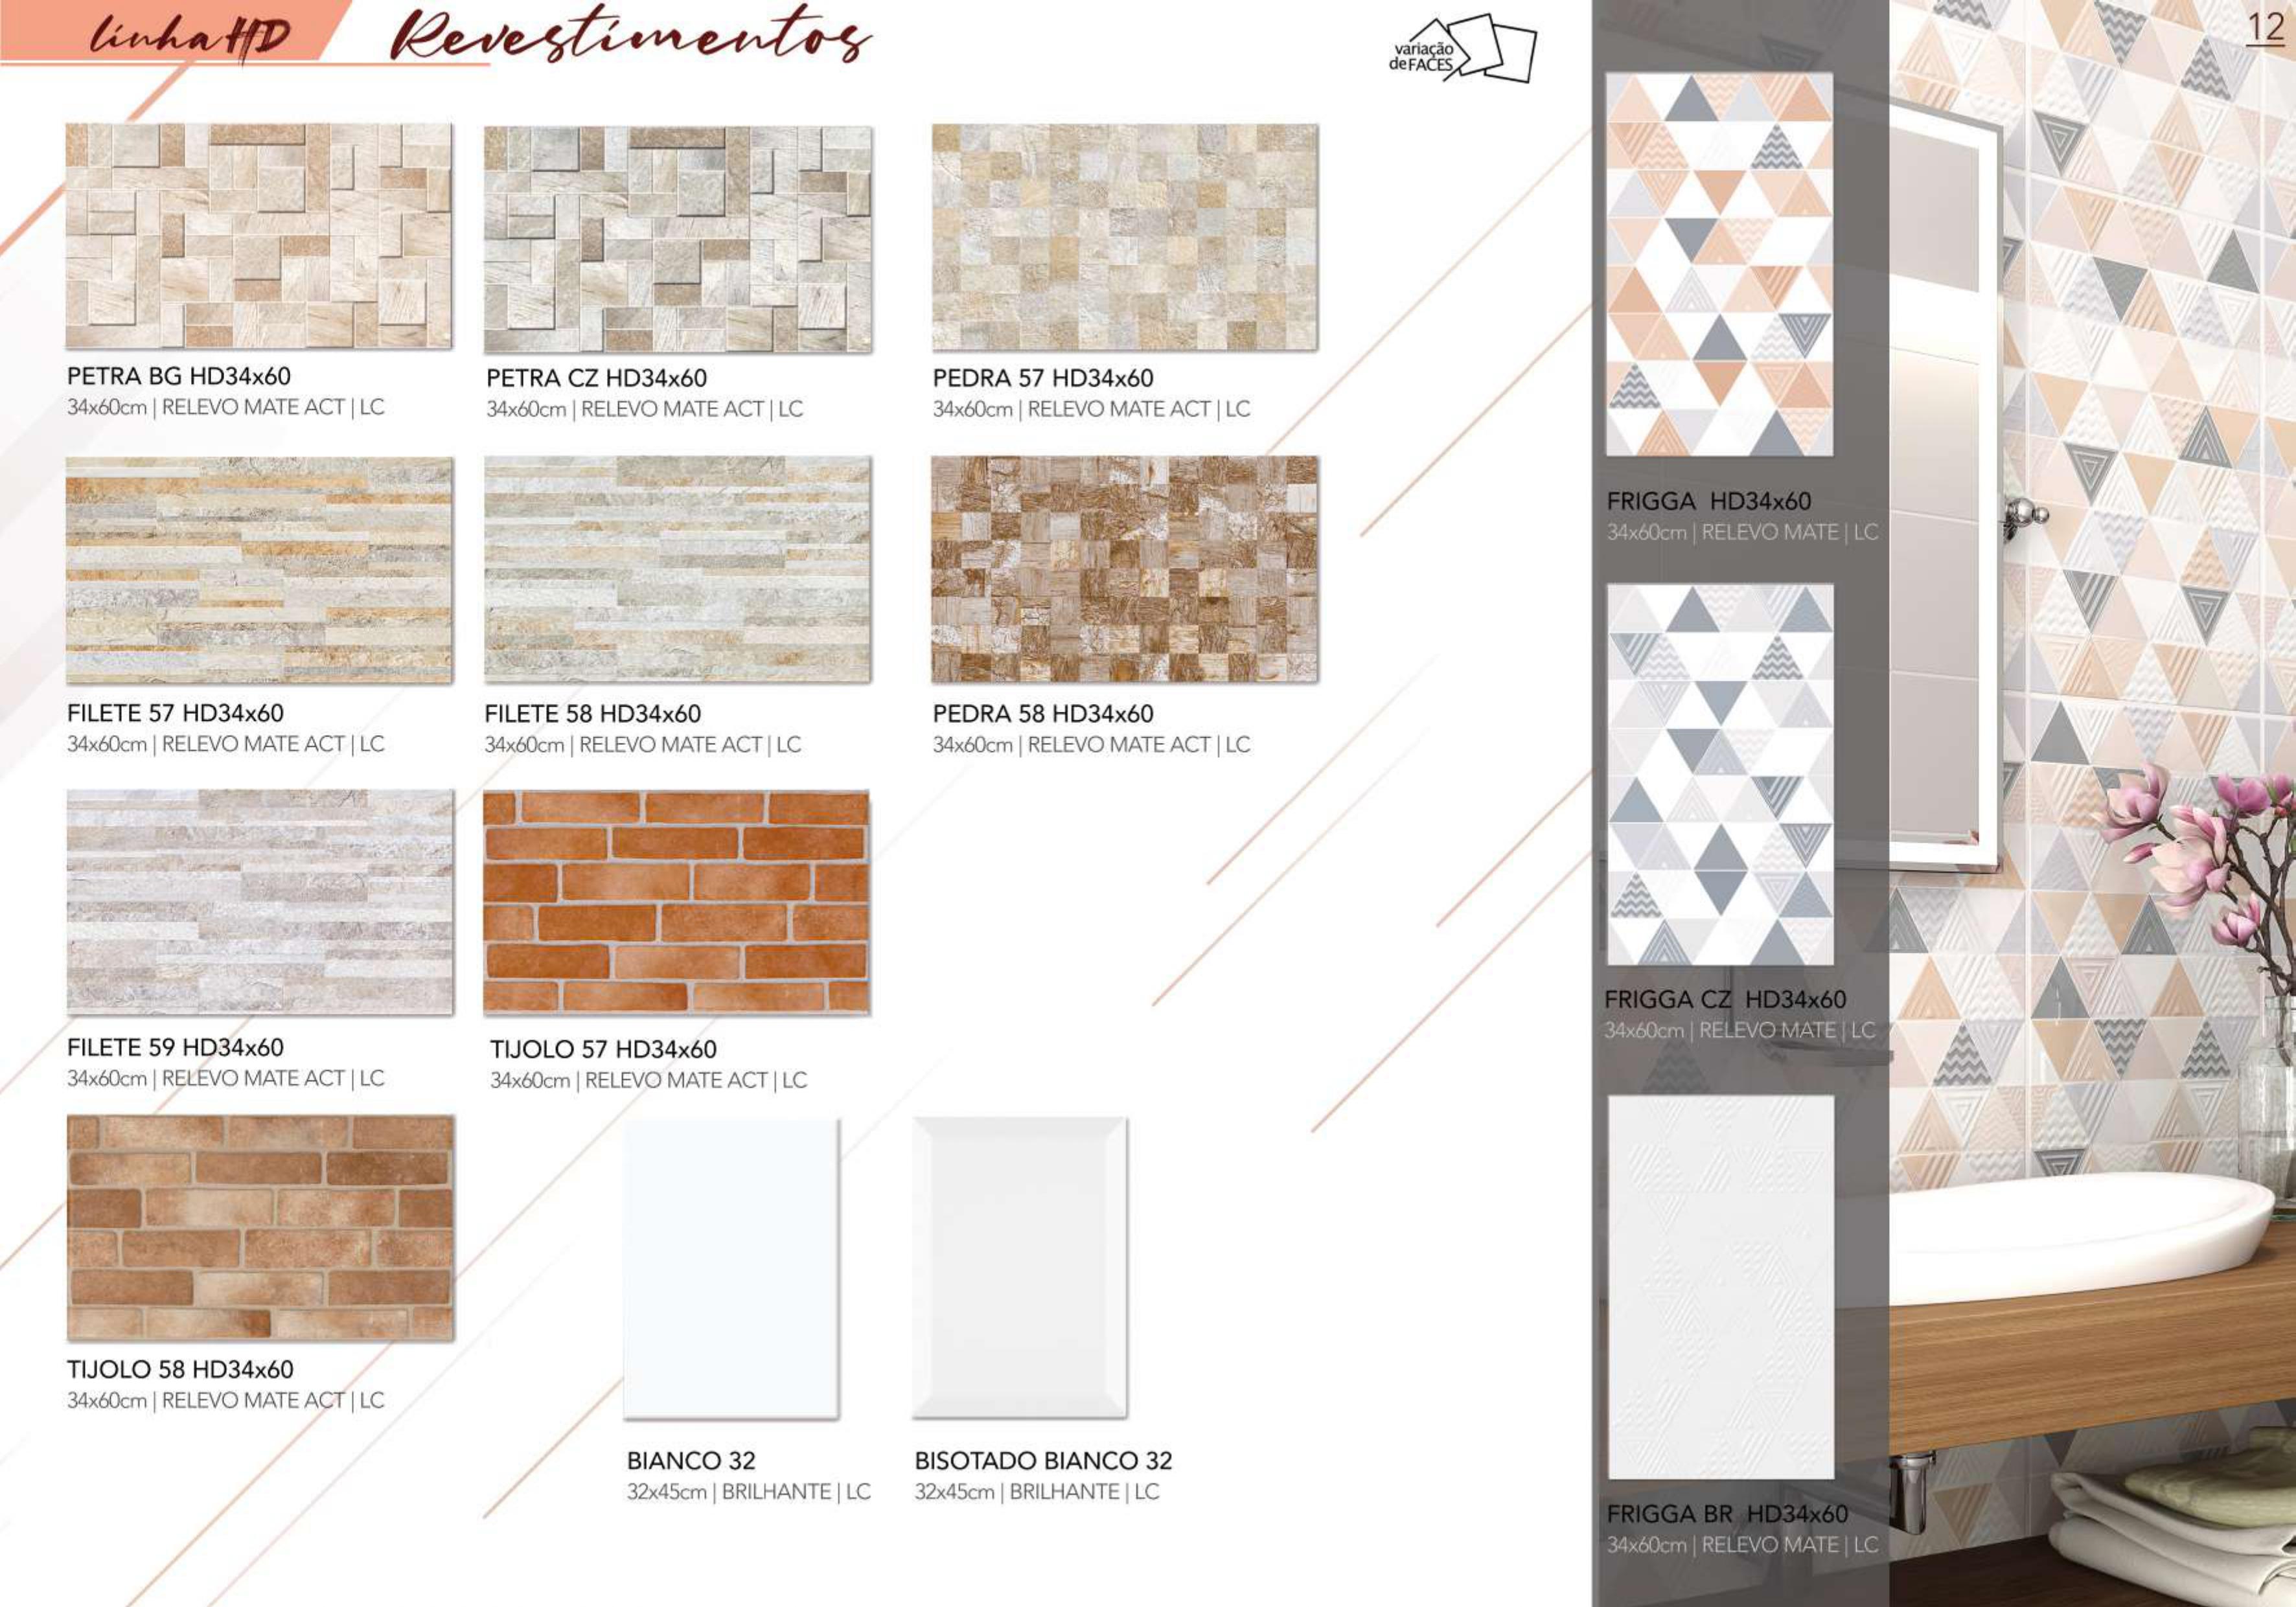 linha HD
Revestimentos
variação
deFACES
12
PETRA BG HD34x60
34x60cm | RELEVO MATE ACT | LC
PETRA CZ HD34x60
34x60cm | RELEVO MATE ACT | LC
PEDRA 57 HD34x60
34x60cm | RELEVO MATE ACT | LC
FILETE 57 HD34x60
34x60cm | RELEVO MATE ACT | LC
FILETE 58 HD34x60
34x60cm | RELEVO MATE ACT | LC
PEDRA 58 HD34x60
34x60cm | RELEVO MATE ACT | LC
FILETE 59 HD34x60
34x60cm | RELEVO MATE ACT | LC
TIJOLO 57 HD34x60
34x60cm | RELEVO MATE ACT | LC
TIJOLO 58 HD34x60
34x60cm | RELEVO MATE ACT | LC
BIANCO 32
32x45cm | BRILHANTE | LC
BISOTADO BIANCO 32
32x45cm | BRILHANTE | LC
FRIGGA HD34x60
34x60cm | RELEVO MATE | LC
FRIGGA CZ HD34x60
34x60cm | RELEVO MATE | LC
FRIGGA BR HD34x60
34x60cm | RELEVO MATE | LC